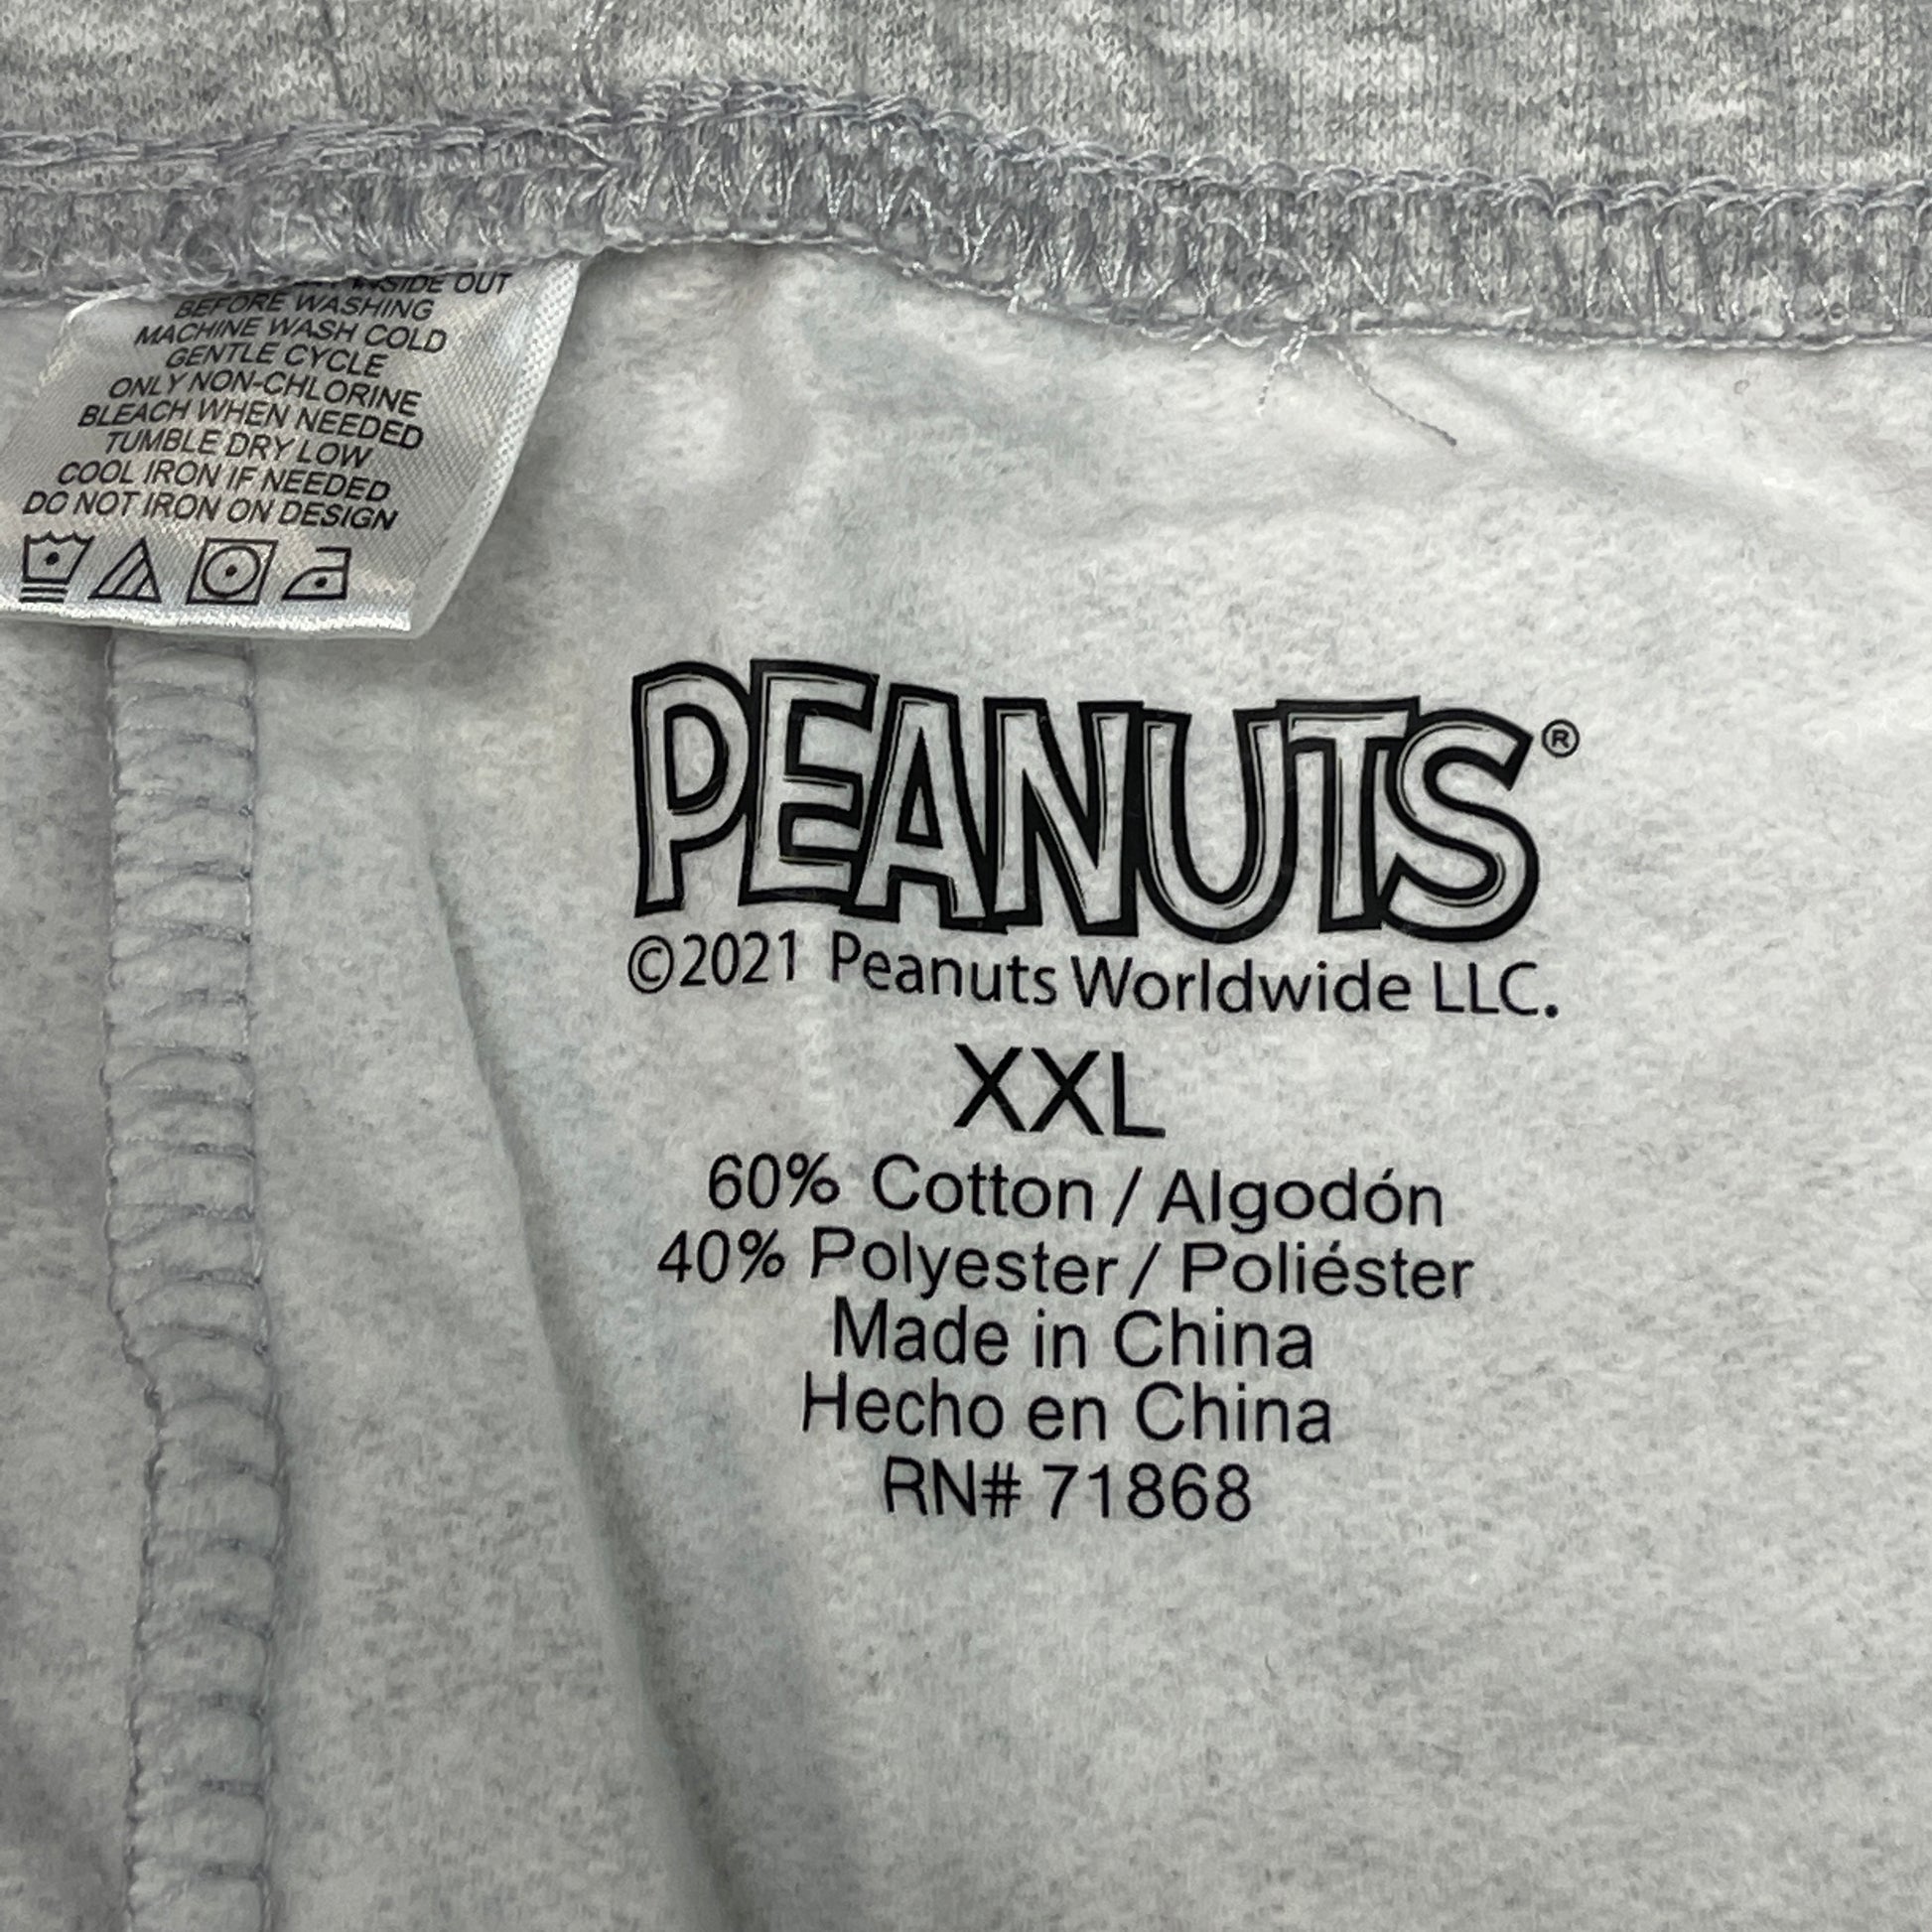 INSIDE OUT
BEFORE WASHING
MACHINE WASH COLD
GENTLE CYCLE
ONLY NON-CHLORINE
BLEACH WHEN NEEDED
TUMBLE DRY LOW
COOL IRON IF NEEDED
DO NOT IRON ON DESIGN
PEANUTS®
©2021 Peanuts Worldwide LLC.
XXL
60% Cotton / Algodón
40% Polyester / Poliéster
Made in China
Hecho en China
RN# 71868